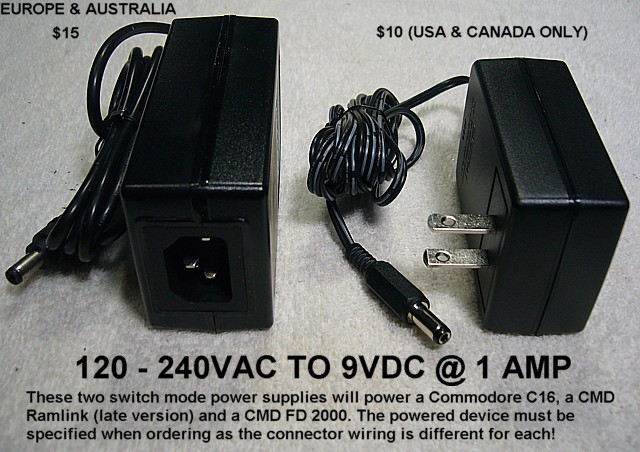 EUROPE & AUSTRALIA
$15
$10 (USA & CANADA ONLY)
120 - 240VAC TO 9VDC @ 1 AMP
These two switch mode power supplies will power a Commodore C16, a CMD
Ramlink (late version) and a CMD FD 2000. The powered device must be
specified when ordering as the connector wiring is different for each!